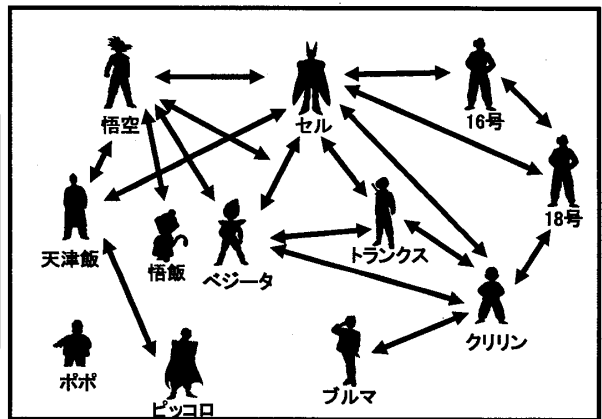 悟空
セル
16号
18号
天津飯
悟飯
ベジータ
トランクス
クリリン
ポポ
ピッコロ
ブルマ